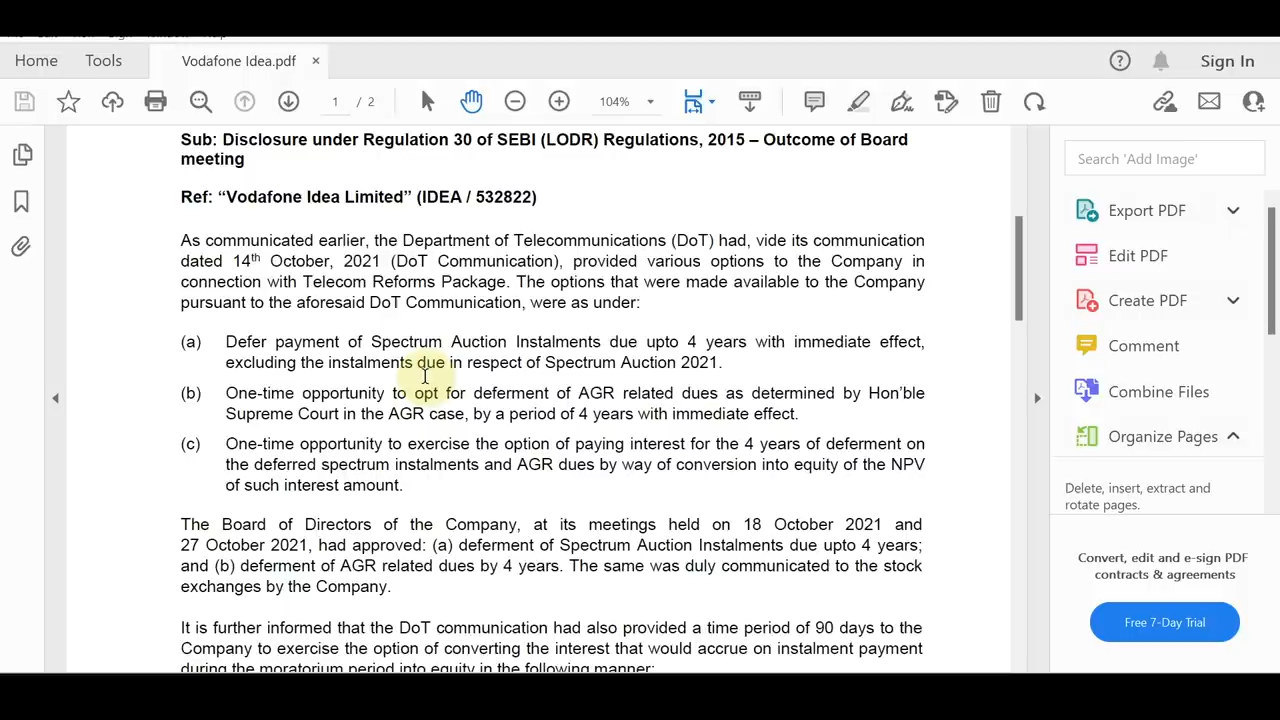 Home Tools Vodafone Idea.pdf × Sign In
1 / 2 104%
Sub: Disclosure under Regulation 30 of SEBI (LODR) Regulations, 2015 – Outcome of Board
meeting
Ref: “Vodafone Idea Limited” (IDEA / 532822)
As communicated earlier, the Department of Telecommunications (DoT) had, vide its communication
dated 14th October, 2021 (DoT Communication), provided various options to the Company in
connection with Telecom Reforms Package. The options that were made available to the Company
pursuant to the aforesaid DoT Communication, were as under:
(a) Defer payment of Spectrum Auction Instalments due upto 4 years with immediate effect,
excluding the instalments due in respect of Spectrum Auction 2021.
(b) One-time opportunity to opt for deferment of AGR related dues as determined by Hon’ble
Supreme Court in the AGR case, by a period of 4 years with immediate effect.
(c) One-time opportunity to exercise the option of paying interest for the 4 years of deferment on
the deferred spectrum instalments and AGR dues by way of conversion into equity of the NPV
of such interest amount.
The Board of Directors of the Company, at its meetings held on 18 October 2021 and
27 October 2021, had approved: (a) deferment of Spectrum Auction Instalments due upto 4 years;
and (b) deferment of AGR related dues by 4 years. The same was duly communicated to the stock
exchanges by the Company.
It is further informed that the DoT communication had also provided a time period of 90 days to the
Company to exercise the option of converting the interest that would accrue on instalment payment
during the moratorium period into equity in the following manner:
Search 'Add Image'
Export PDF
Edit PDF
Create PDF
Comment
Combine Files
Organize Pages
Delete, insert, extract and
rotate pages.
Convert, edit and e-sign PDF
contracts & agreements
Free 7-Day Trial